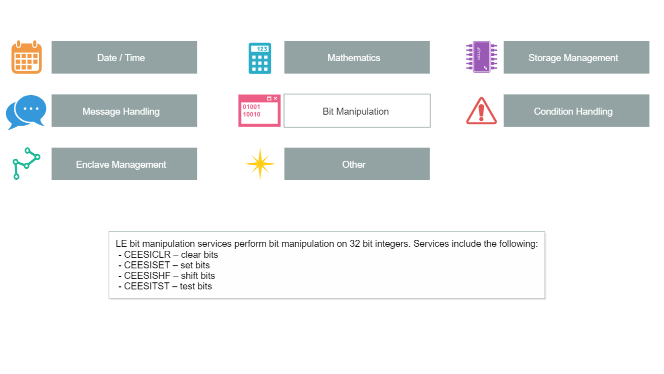 Date / Time
123
Mathematics
Storage Management
Message Handling
01001
10010
Bit Manipulation
Condition Handling
Enclave Management
Other
LE bit manipulation services perform bit manipulation on 32 bit integers. Services include the following:
- CEESICLR – clear bits
- CEESISET – set bits
- CEESISHF – shift bits
- CEESITST – test bits